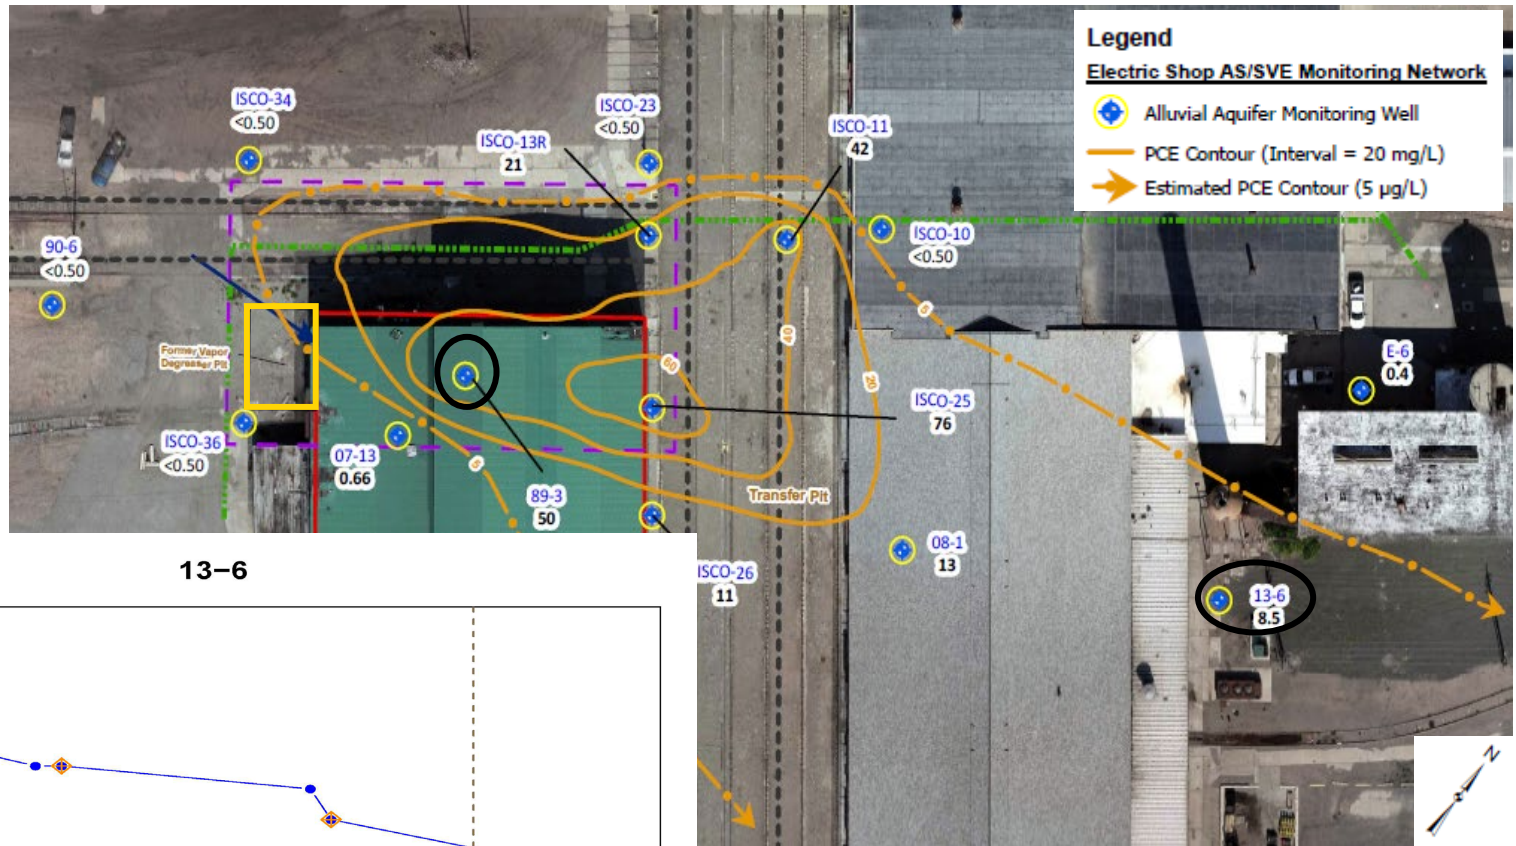 Legend
Electric Shop AS/SVE Monitoring Network
Alluvial Aquifer Monitoring Well
PCE Contour (Interval = 20 mg/L)
Estimated PCE Contour (5 µg/L)
ISCO-34
<0.50
ISCO-23
<0.50
ISCO-13R
21
ISCO-11
42
90-6
<0.50
ISCO-10
<0.50
5
Former Vapor
Degreaser Pit
40
60
20
E-6
0.4
ISCO-25
76
ISCO-36
<0.50
07-13
0.66
5
89-3
50
Transfer Pit
08-1
13
ISCO-26
11
13-6
8.5
13-6
N